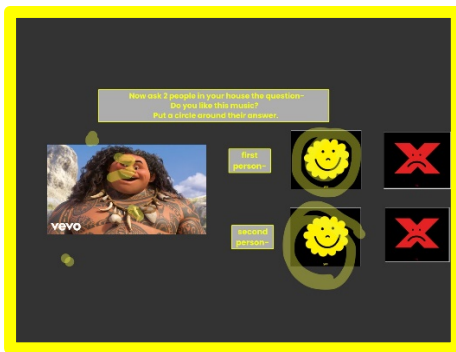 Now ask 2 people in your house the question-
Do you like this music?
Put a circle around their answer.
first
person-
vevo
second
person-